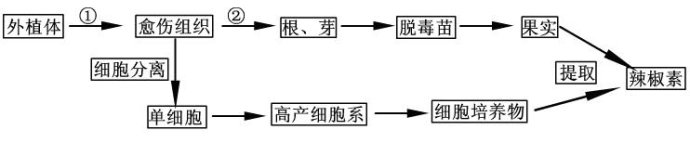 外植体 ① 愈伤组织 ② 根、芽 脱毒苗 果实
细胞分离 提取 辣椒素
单细胞 高产细胞系 细胞培养物